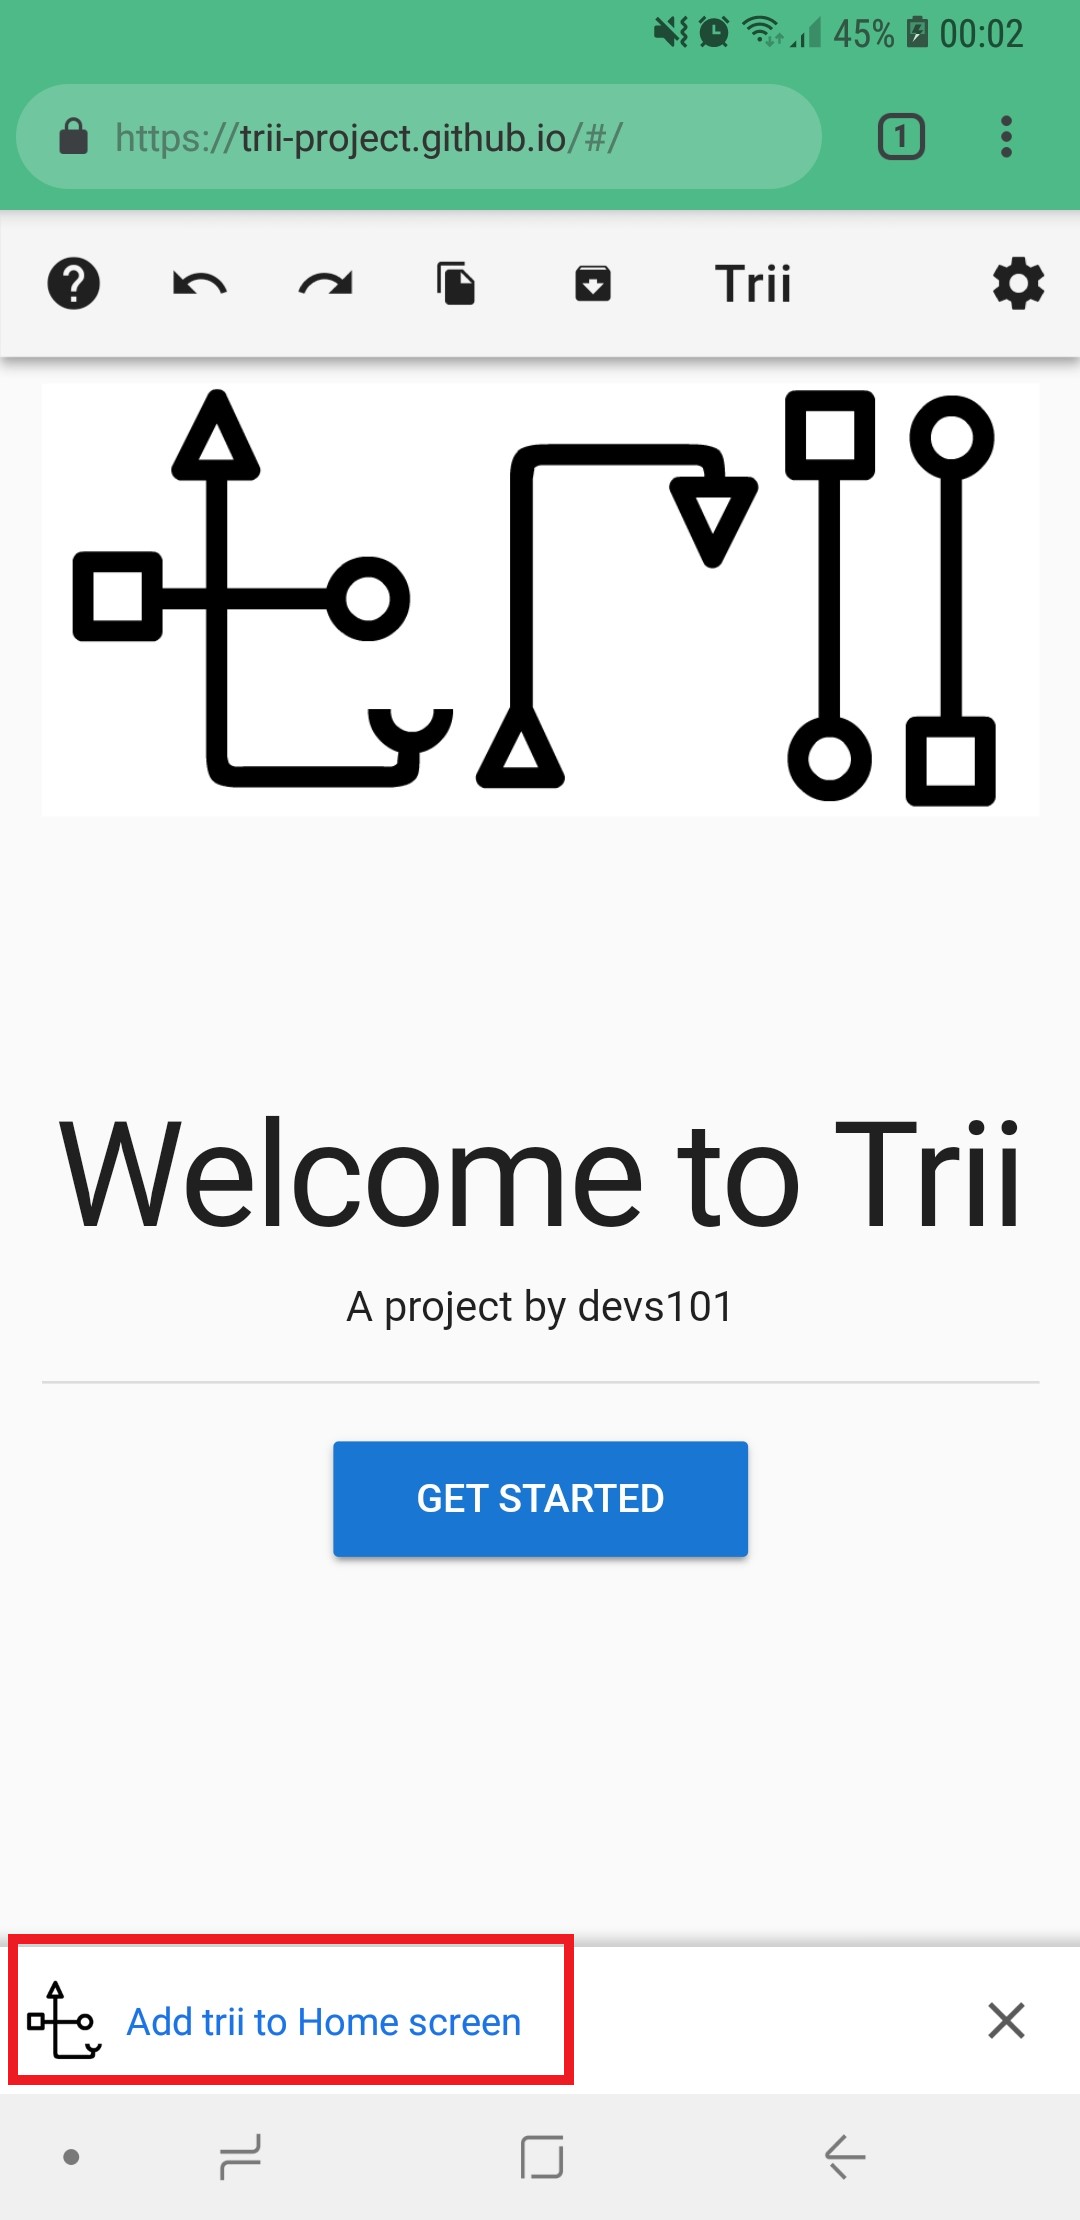 45% 00:02
https://trii-project.github.io/#/ 1
Trii
Welcome to Trii
A project by devs101
GET STARTED
Add trii to Home screen